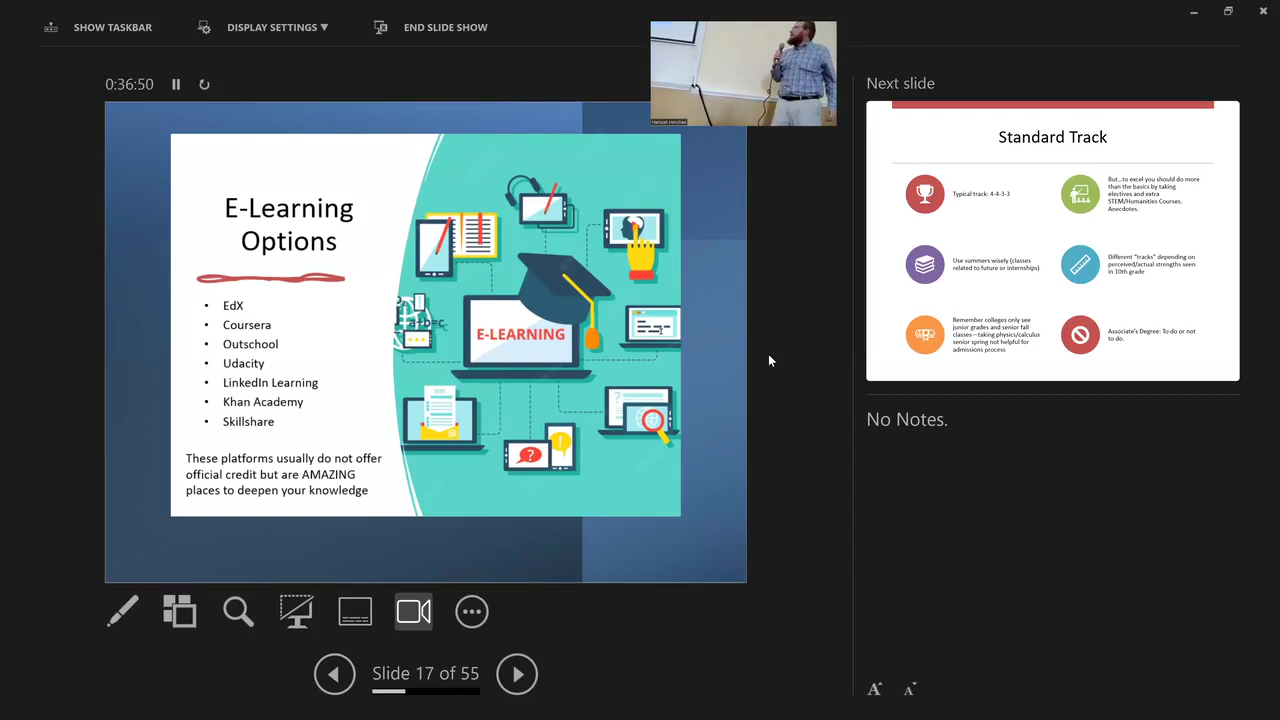 SHOW TASKBAR
DISPLAY SETTINGS ▼
END SLIDE SHOW
0:36:50
E-Learning
Options
• EdX
• Coursera
• Outschool
• Udacity
• LinkedIn Learning
• Khan Academy
• Skillshare
These platforms usually do not offer
official credit but are AMAZING
places to deepen your knowledge
a+b=c
E-LEARNING
?
!
Next slide
Standard Track
Typical track: 4-4-3-3
But...to excel you should do more
than the basics by taking
electives and extra
STEM/Humanities Courses.
Anecdotes.
Use summers wisely (classes
related to future or internships)
Different "tracks" depending on
perceived/actual strengths seen
in 10th grade
Remember colleges only see
junior grades and senior fall
classes—taking physics/calculus
senior spring not helpful for
admissions process
Associate's Degree: To do or not
to do.
No Notes.
Slide 17 of 55
A A